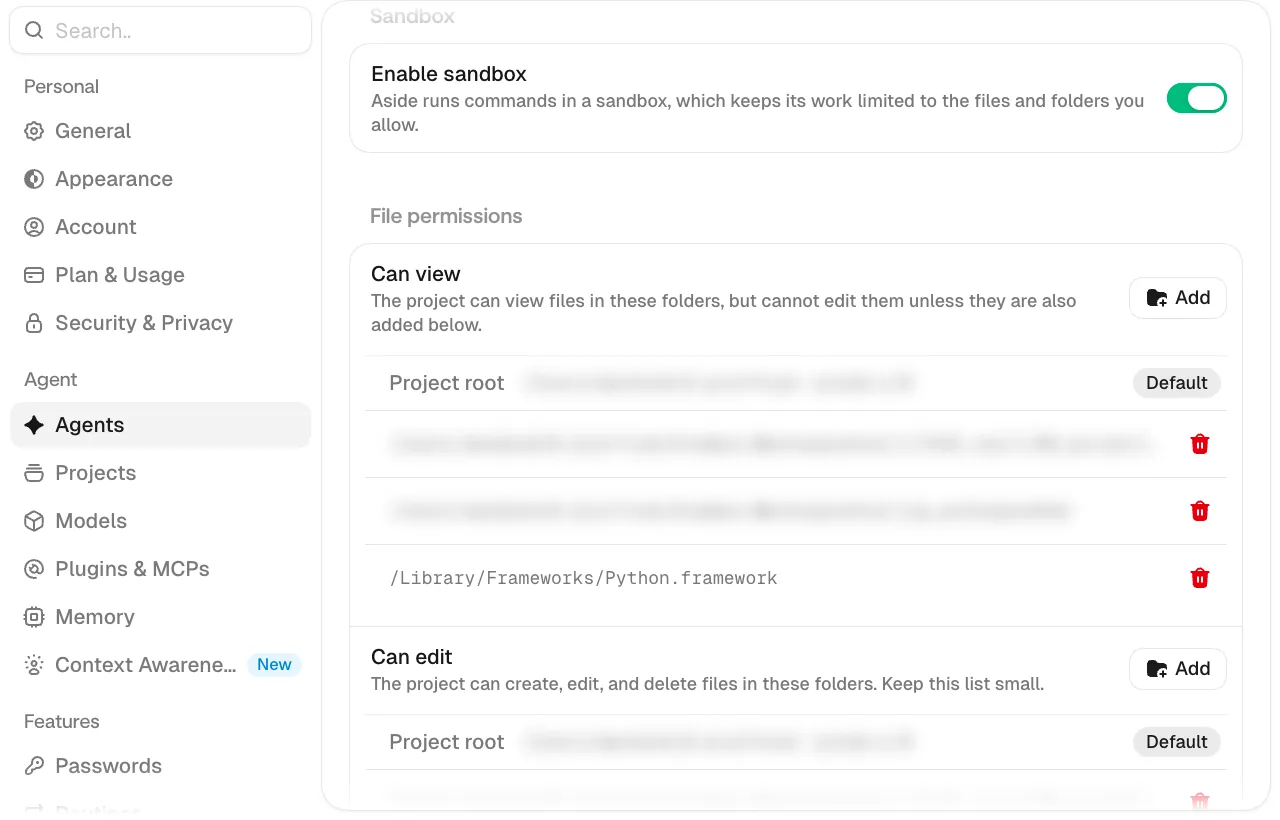 Search..
Personal
General
Appearance
Account
Plan & Usage
Security & Privacy
Agent
Agents
Projects
Models
Plugins & MCPs
Memory
Context Awarene... New
Features
Passwords
Routines
Sandbox
Enable sandbox
Aside runs commands in a sandbox, which keeps its work limited to the files and folders you
allow.
File permissions
Can view
The project can view files in these folders, but cannot edit them unless they are also
added below.
Add
Project root
Default
/Library/Frameworks/Python.framework
Can edit
The project can create, edit, and delete files in these folders. Keep this list small.
Add
Project root
Default